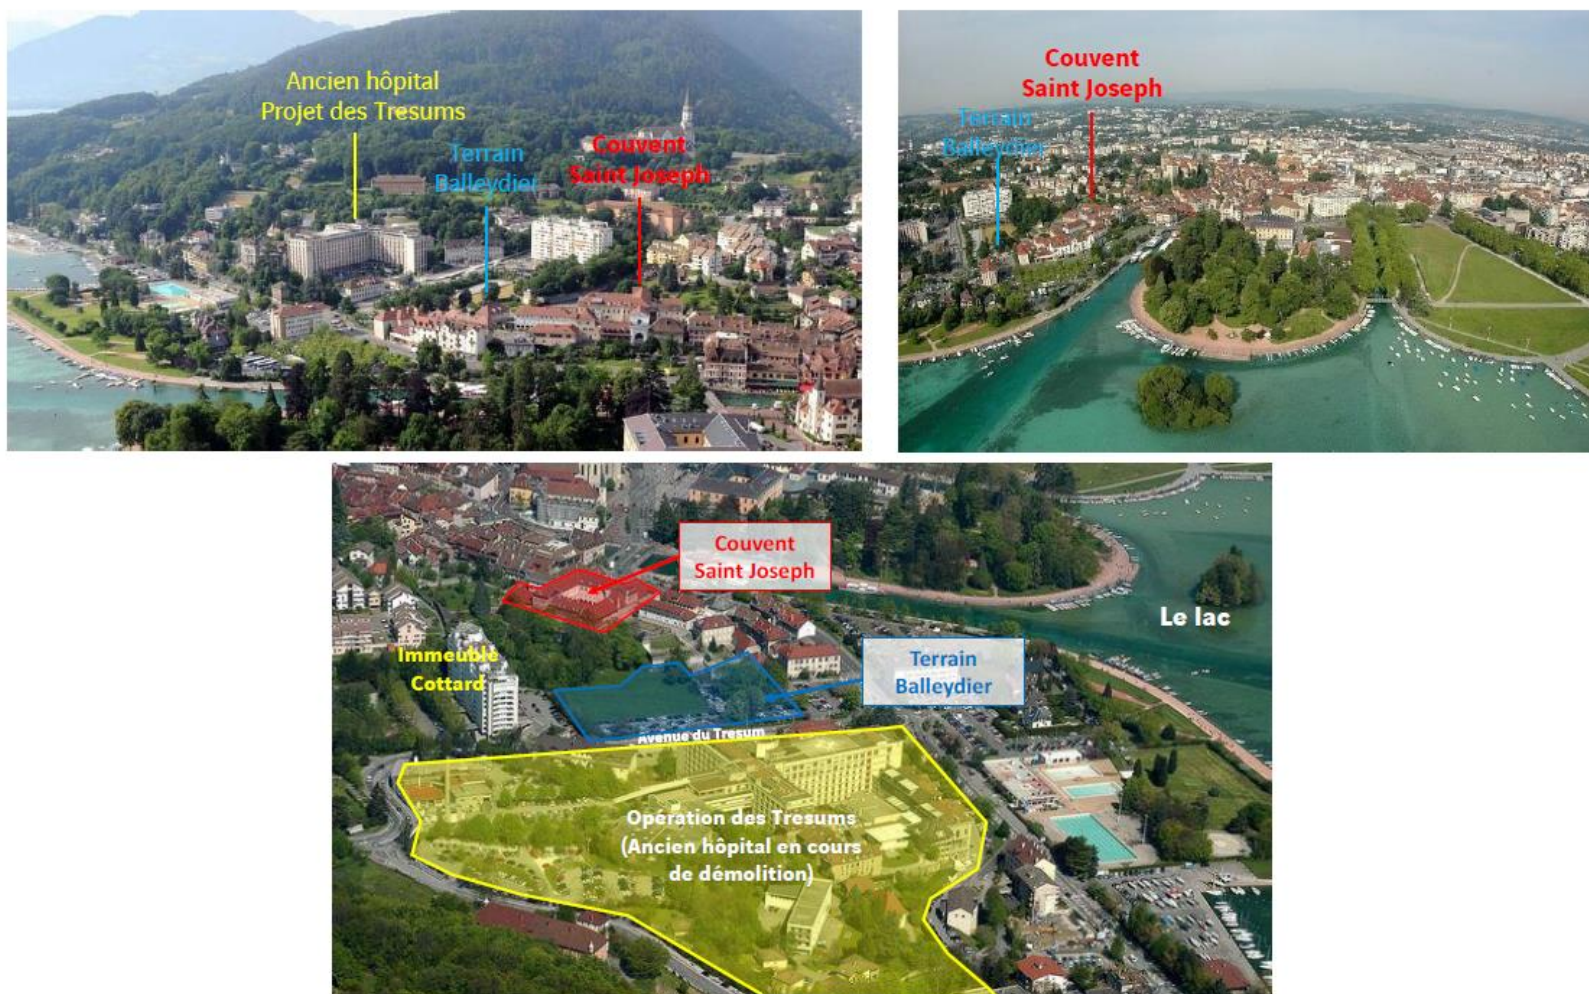 Ancien hôpital
Projet des Tresums
Terrain
Balleydier
Couvent
Saint Joseph
Couvent
Saint Joseph
Terrain
Balleydier
Couvent
Saint Joseph
Le lac
Immeuble
Cottard
Terrain
Balleydier
Avenue du Tresum
Opération des Tresums
(Ancien hôpital en cours
de démolition)